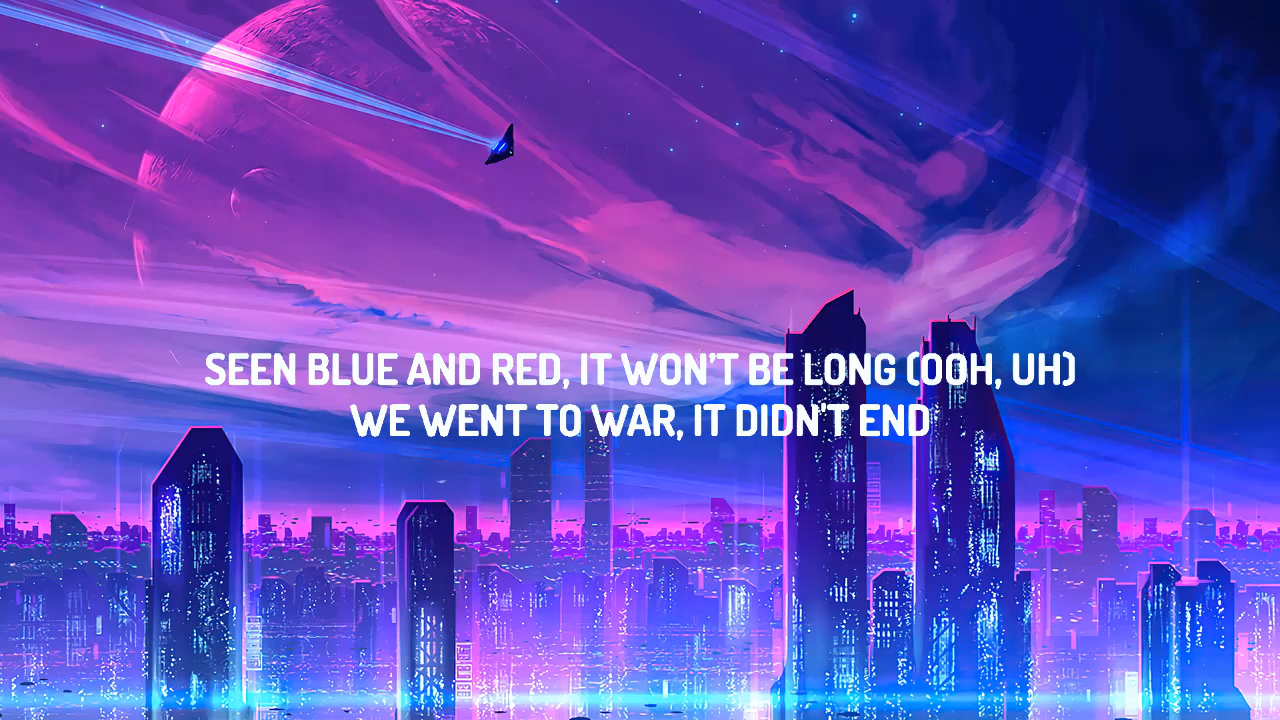 SEEN BLUE AND RED, IT WON'T BE LONG (OOH, UH)
WE WENT TO WAR, IT DIDN'T END